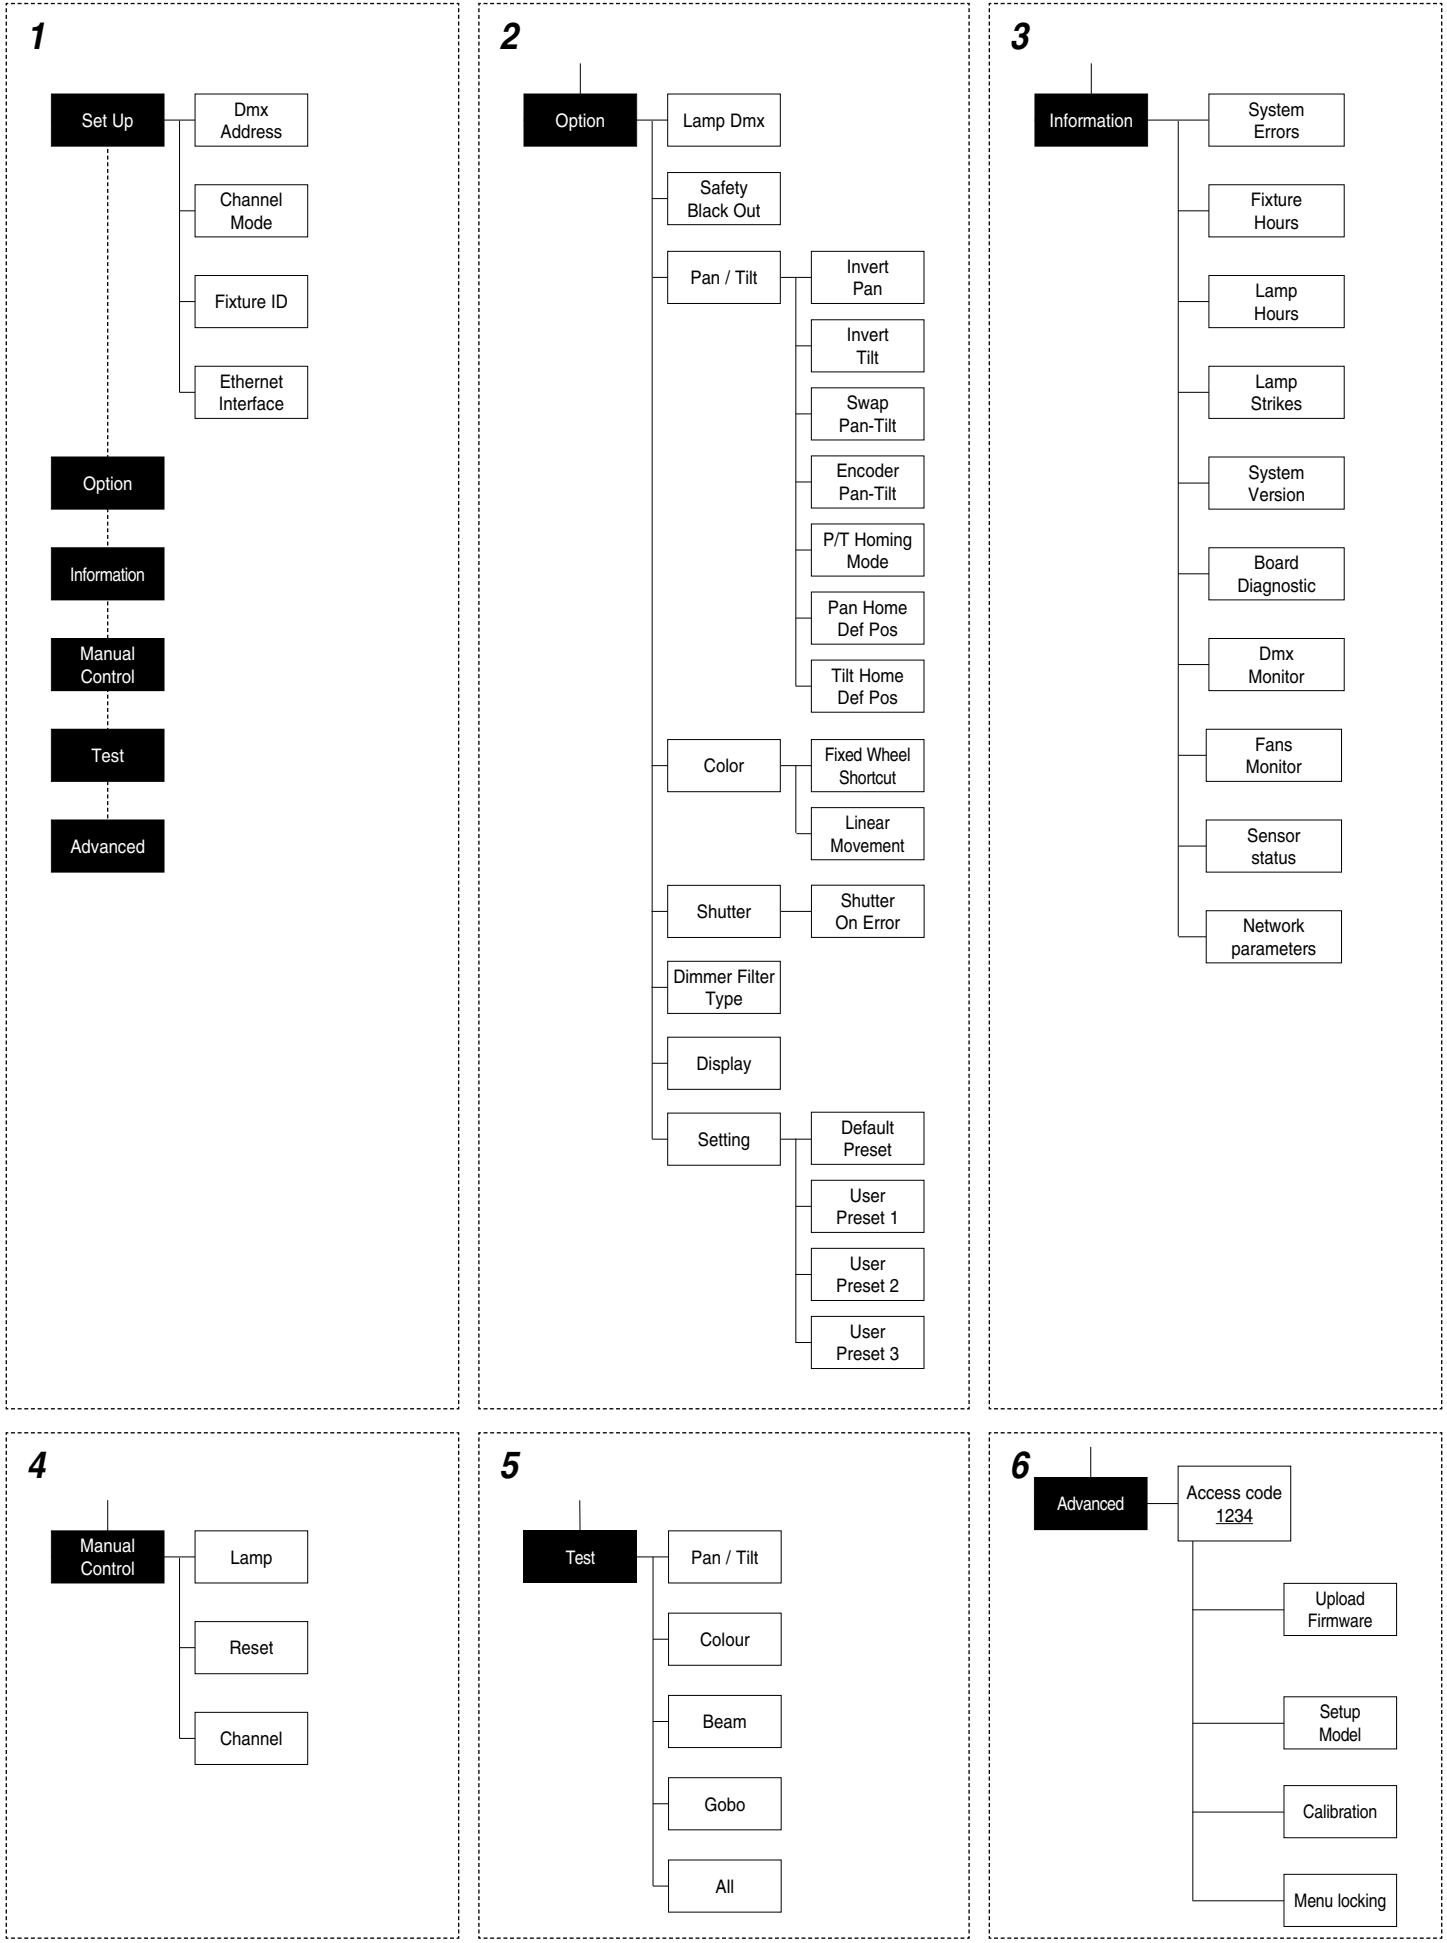 1
Set Up
Dmx
Address
Channel
Mode
Fixture ID
Ethernet
Interface
Option
Information
Manual
Control
Test
Advanced
2
Option
Lamp Dmx
Safety
Black Out
Pan / Tilt
Invert
Pan
Invert
Tilt
Swap
Pan-Tilt
Encoder
Pan-Tilt
P/T Homing
Mode
Pan Home
Def Pos
Tilt Home
Def Pos
Color
Fixed Wheel
Shortcut
Linear
Movement
Shutter
Shutter
On Error
Dimmer Filter
Type
Display
Setting
Default
Preset
User
Preset 1
User
Preset 2
User
Preset 3
3
Information
System
Errors
Fixture
Hours
Lamp
Hours
Lamp
Strikes
System
Version
Board
Diagnostic
Dmx
Monitor
Fans
Monitor
Sensor
status
Network
parameters
4
Manual
Control
Lamp
Reset
Channel
5
Test
Pan / Tilt
Colour
Beam
Gobo
All
6
Advanced
Access code
1234
Upload
Firmware
Setup
Model
Calibration
Menu locking